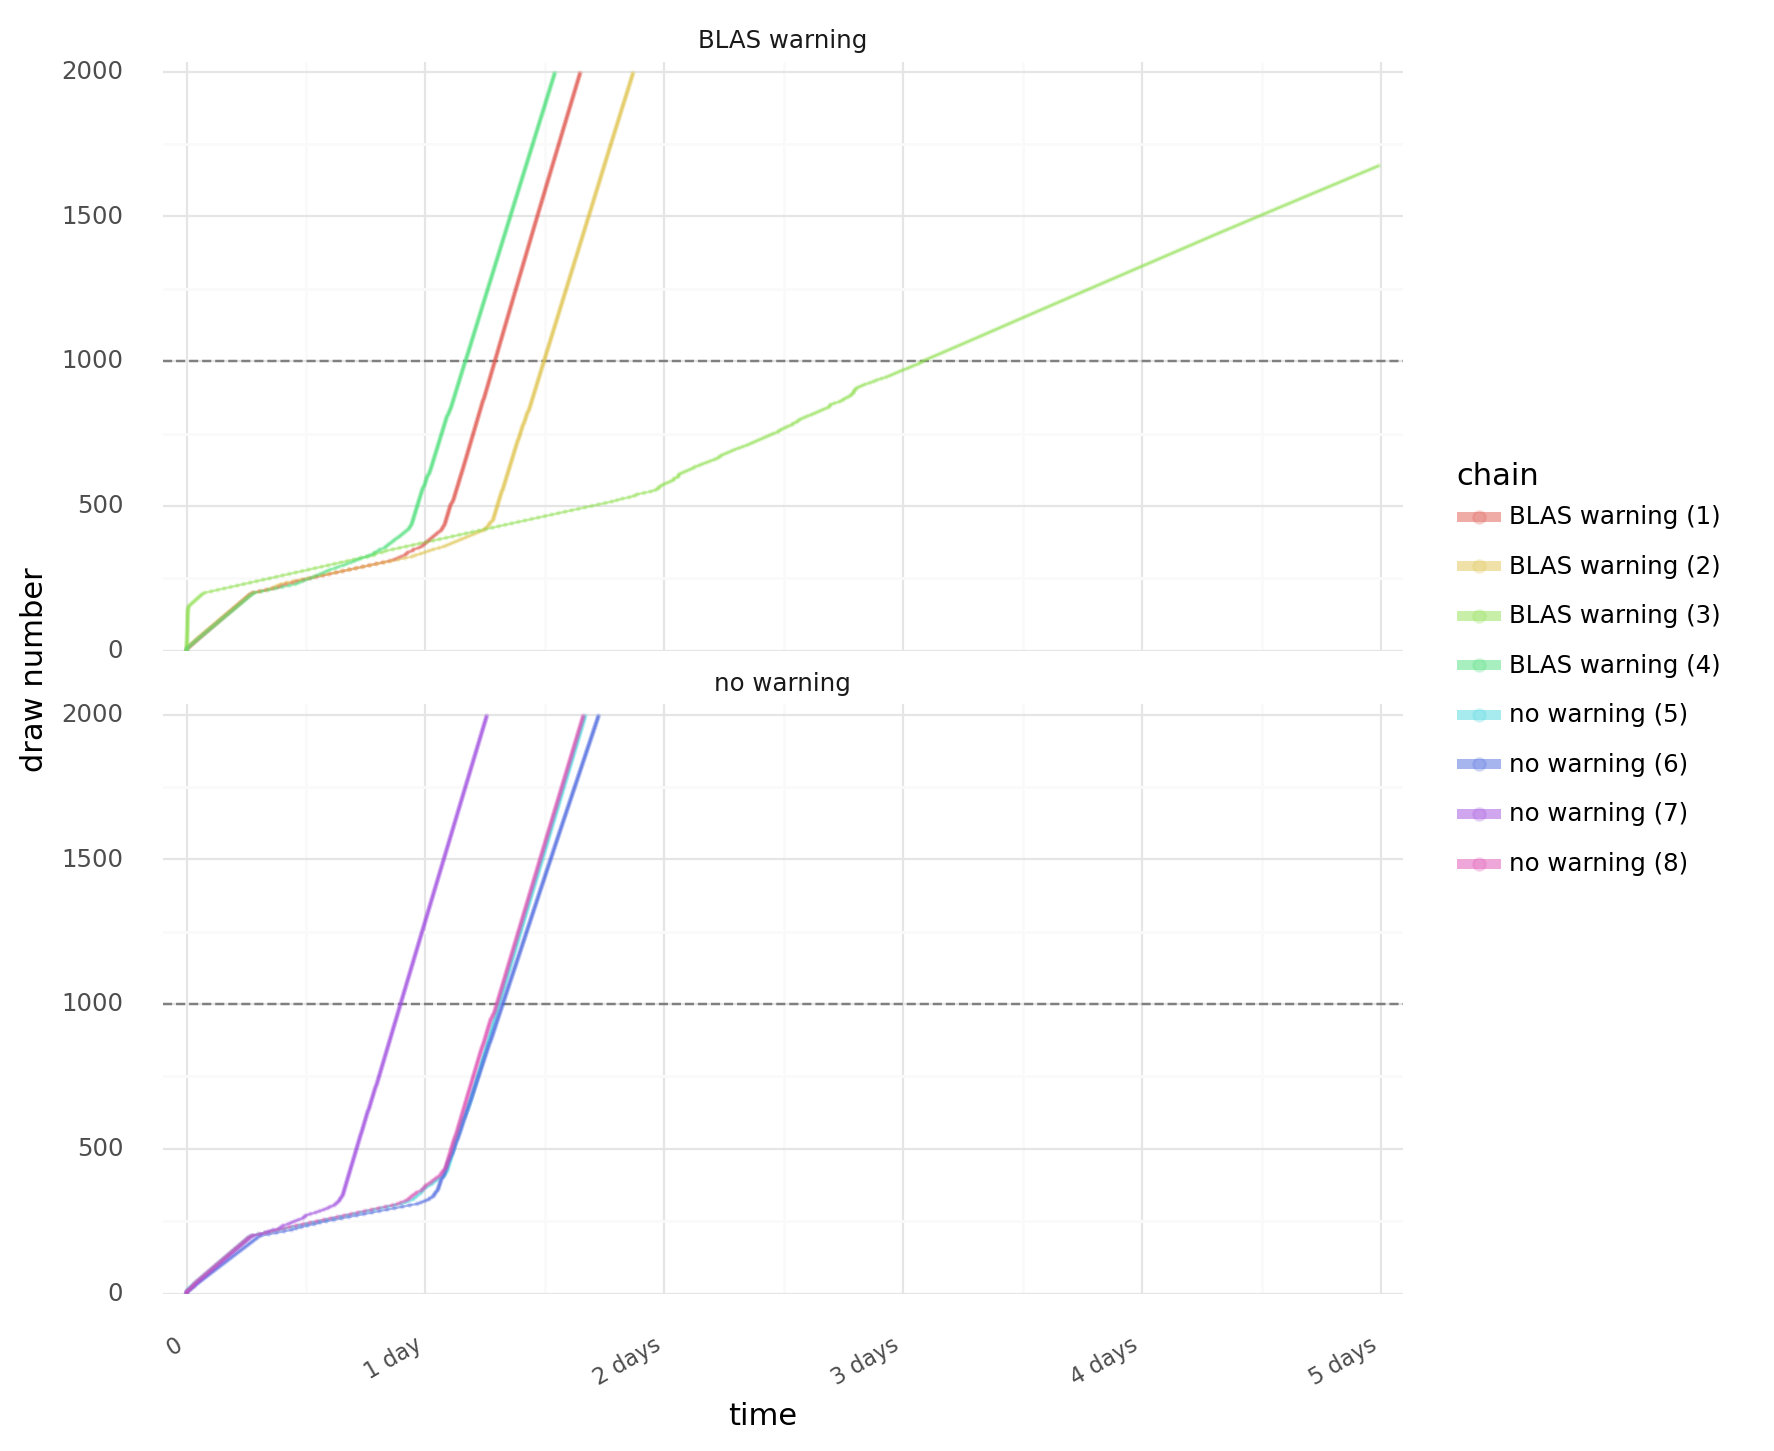 BLAS warning
2000
1500
1000
500
0
no warning
2000
1500
1000
500
0
draw number
0
1 day
2 days
3 days
4 days
5 days
time
chain
BLAS warning (1)
BLAS warning (2)
BLAS warning (3)
BLAS warning (4)
no warning (5)
no warning (6)
no warning (7)
no warning (8)